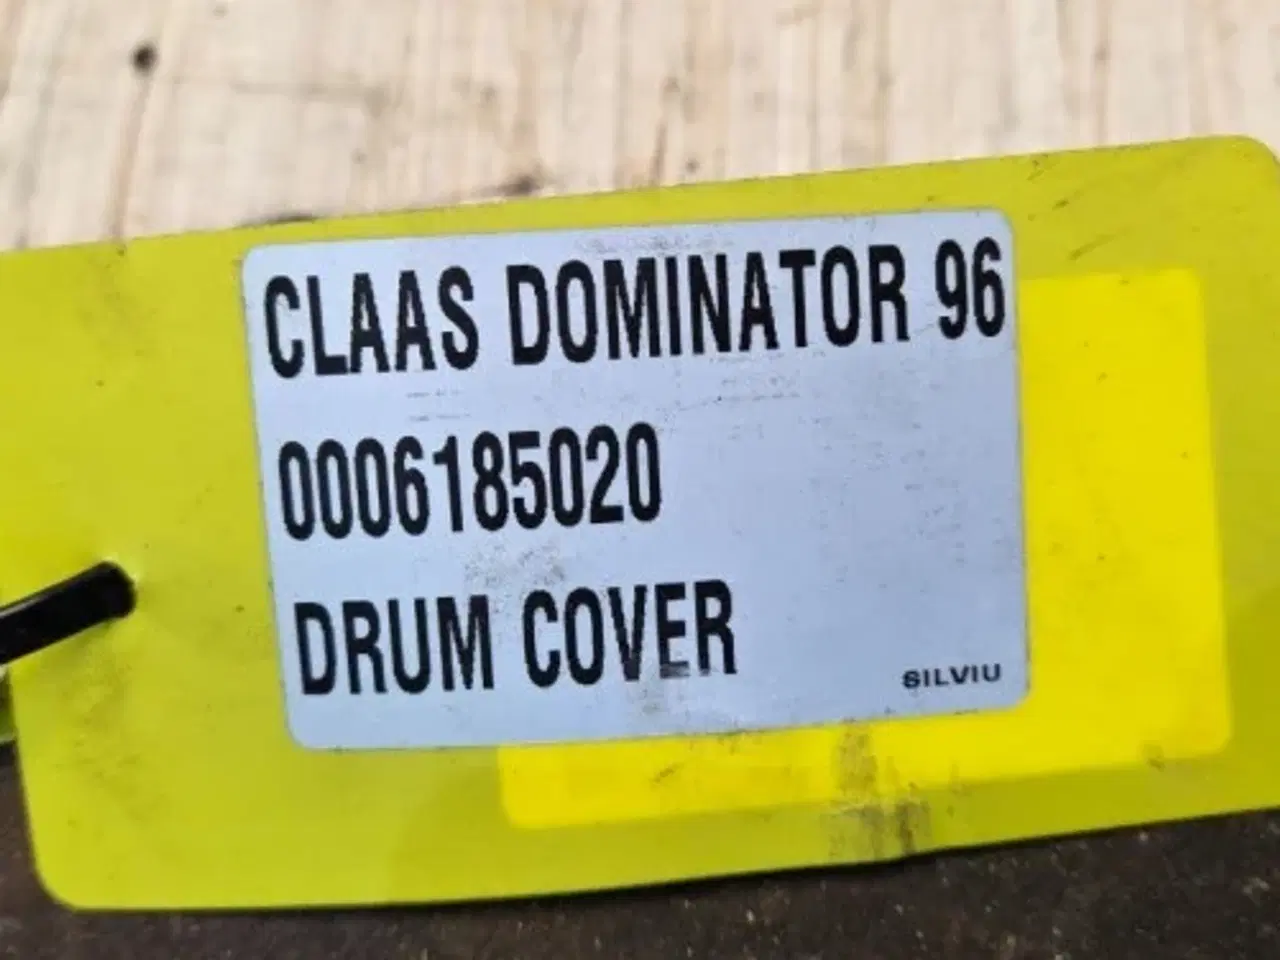 CLAAS DOMINATOR 96
0006185020
DRUM COVER
SILVIU